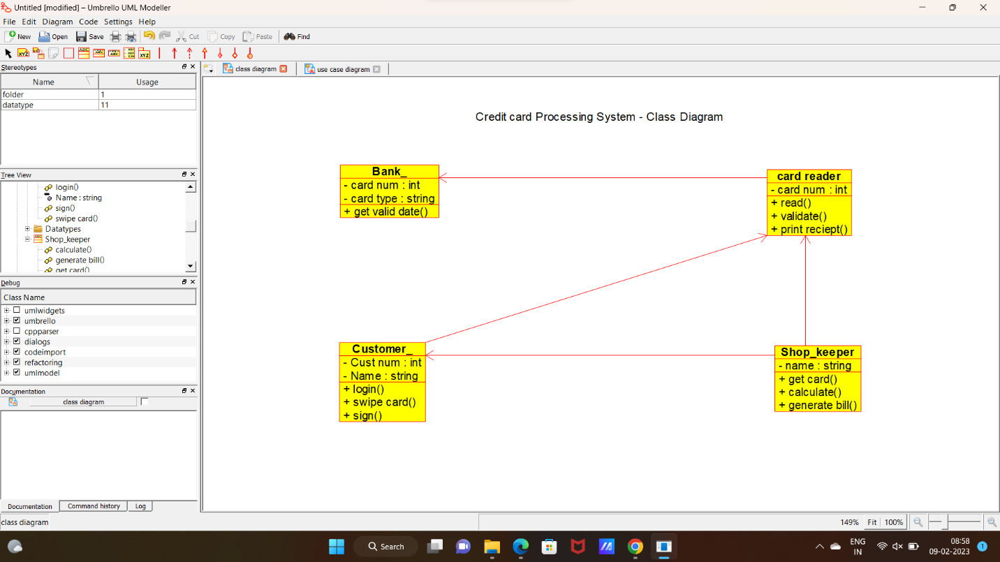 Untitled [modified] – Umbrello UML Modeller
File Edit Diagram Code Settings Help
New Open Save Cut Copy Paste Find
Stereotypes
class diagram use case diagram
Name Usage
folder 1
datatype 11
Tree View
login()
Name : string
sign()
swipe card()
Datatypes
Shop_keeper
calculate()
generate bill()
get card()
Debug
Class Name
umlwidgets
umbrello
cppparser
dialogs
codeimport
refactoring
umlmodel
Documentation
class diagram
Documentation Command history Log
Credit card Processing System - Class Diagram
Bank_
- card num : int
- card type : string
+ get valid date()
card reader
- card num : int
+ read()
+ validate()
+ print reciept()
Customer_
- Cust num : int
- Name : string
+ login()
+ swipe card()
+ sign()
Shop_keeper
- name : string
+ get card()
+ calculate()
+ generate bill()
class diagram 149% Fit 100%
Search
ENG
IN
08:58
09-02-2023
1